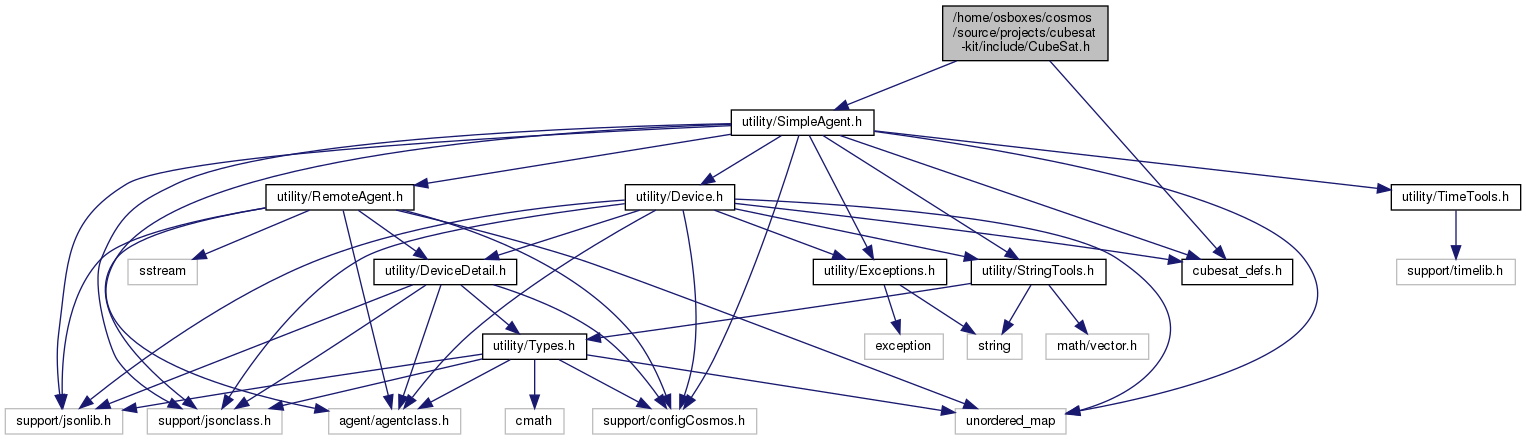 /home/osboxes/cosmos
/source/projects/cubesat
-kit/include/CubeSat.h
utility/SimpleAgent.h
utility/RemoteAgent.h
utility/Device.h
utility/TimeTools.h
sstream
utility/DeviceDetail.h
utility/Exceptions.h
utility/StringTools.h
cubesat_defs.h
support/timelib.h
utility/Types.h
exception
string
math/vector.h
support/jsonlib.h
support/jsonclass.h
agent/agentclass.h
cmath
support/configCosmos.h
unordered_map